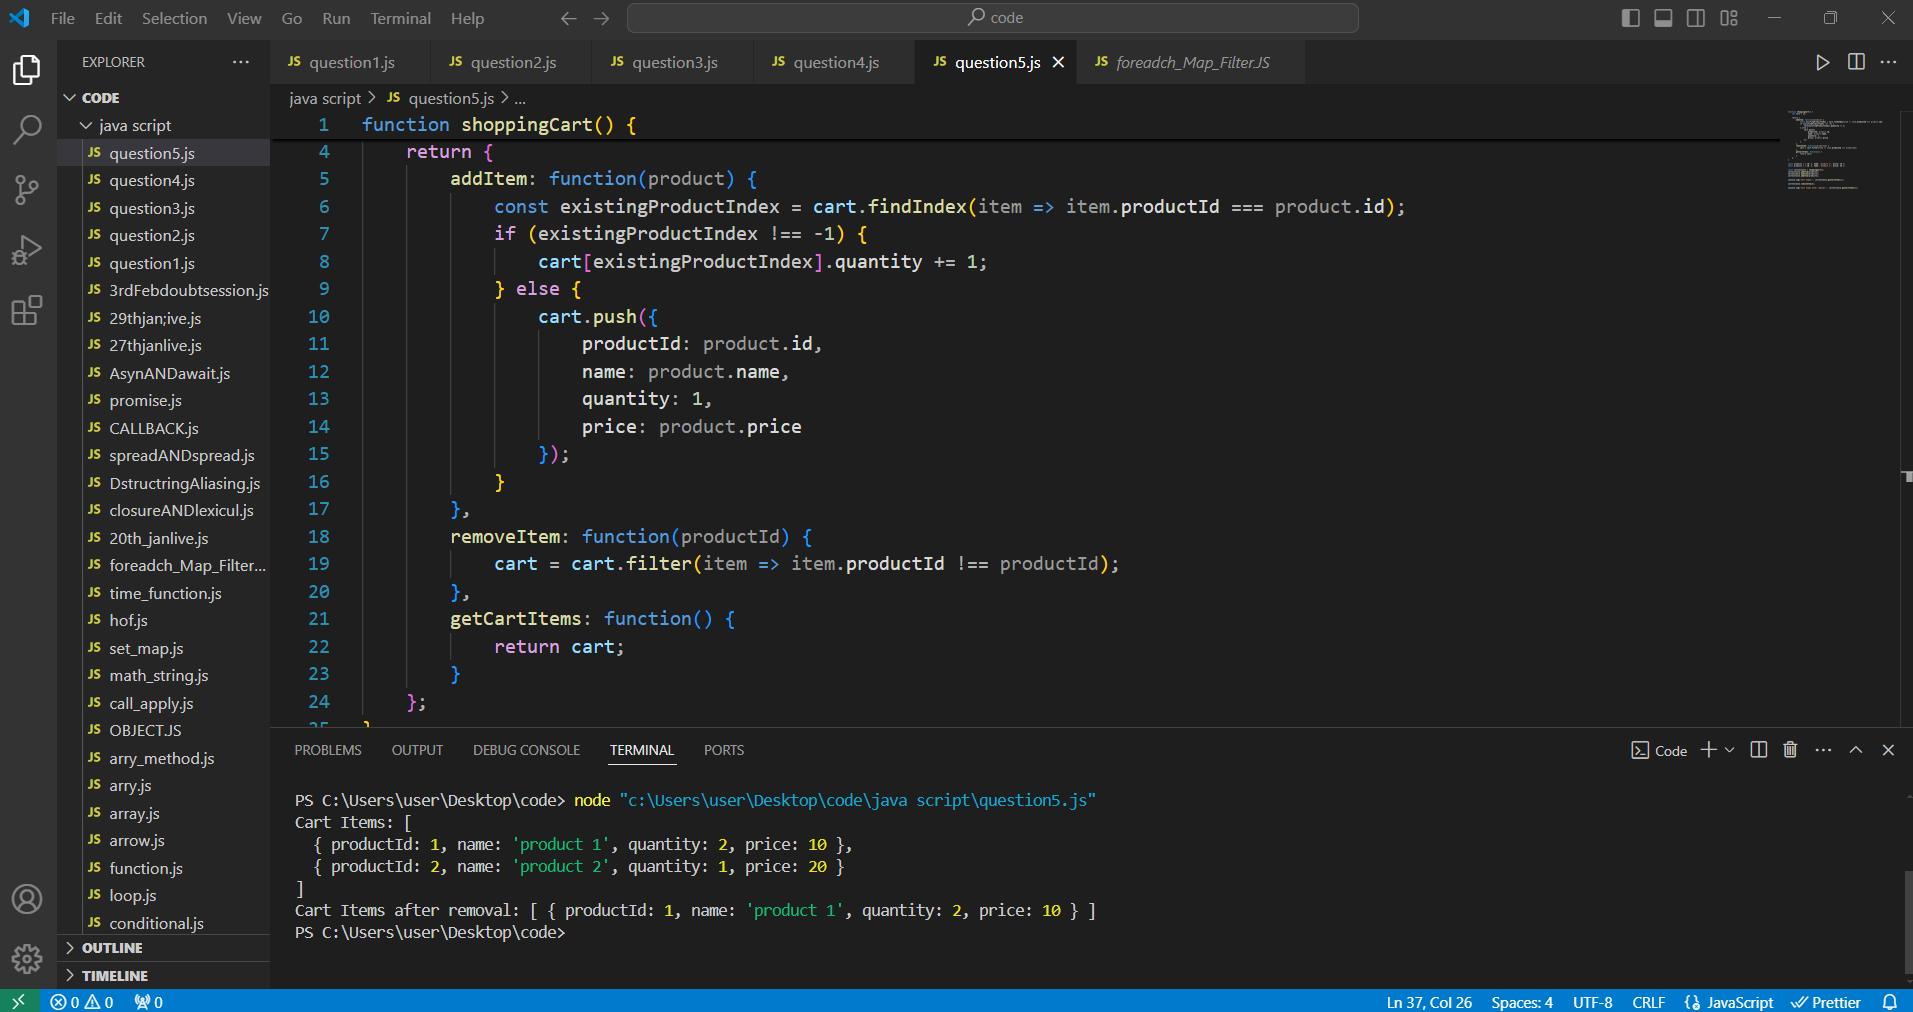 File Edit Selection View Go Run Terminal Help
code
EXPLORER
CODE
java script
JS question5.js
JS question4.js
JS question3.js
JS question2.js
JS question1.js
JS 3rdFebdoubtsession.js
JS 29thjan;ive.js
JS 27thjanlive.js
JS AsynANDawait.js
JS promise.js
JS CALLBACK.js
JS spreadANDspread.js
JS DstructringAliasing.js
JS closureANDlexicul.js
JS 20th_janlive.js
JS foreadch_Map_Filter...
JS time_function.js
JS hof.js
JS set_map.js
JS math_string.js
JS call_apply.js
JS OBJECT.JS
JS arry_method.js
JS arry.js
JS array.js
JS arrow.js
JS function.js
JS loop.js
JS conditional.js
OUTLINE
TIMELINE
JS question1.js JS question2.js JS question3.js JS question4.js JS question5.js JS foreadch_Map_Filter.JS
java script > JS question5.js > ...
1 function shoppingCart() {
4 return {
5 addItem: function(product) {
6 const existingProductIndex = cart.findIndex(item => item.productId === product.id);
7 if (existingProductIndex !== -1) {
8 cart[existingProductIndex].quantity += 1;
9 } else {
10 cart.push({
11 productId: product.id,
12 name: product.name,
13 quantity: 1,
14 price: product.price
15 });
16 }
17 },
18 removeItem: function(productId) {
19 cart = cart.filter(item => item.productId !== productId);
20 },
21 getCartItems: function() {
22 return cart;
23 }
24 };
25 }
PROBLEMS OUTPUT DEBUG CONSOLE TERMINAL PORTS
Code
PS C:\Users\user\Desktop\code> node "c:\Users\user\Desktop\code\java script\question5.js"
Cart Items: [
{ productId: 1, name: 'product 1', quantity: 2, price: 10 },
{ productId: 2, name: 'product 2', quantity: 1, price: 20 }
]
Cart Items after removal: [ { productId: 1, name: 'product 1', quantity: 2, price: 10 } ]
PS C:\Users\user\Desktop\code>
0 0 0
Ln 37, Col 26 Spaces: 4 UTF-8 CRLF JavaScript Prettier